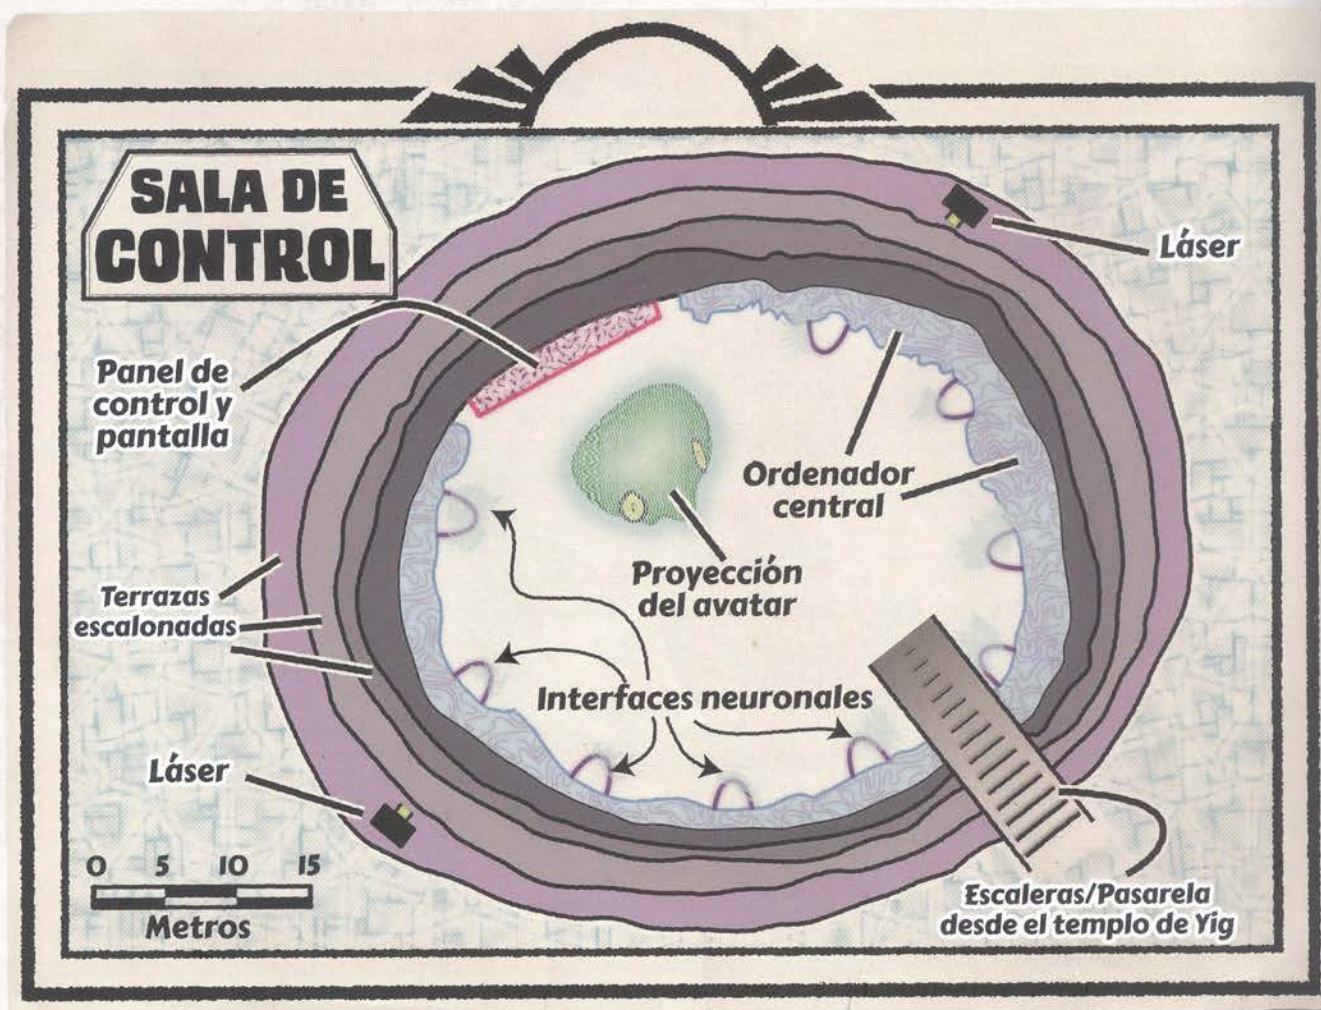 SALA DE
CONTROL
Láser
Panel de
control y
pantalla
Ordenador
central
Proyección
del avatar
Terrazas
escalonadas
Interfaces neuronales
Láser
0 5 10 15
Metros
Escaleras/Pasarela
desde el templo de Yig